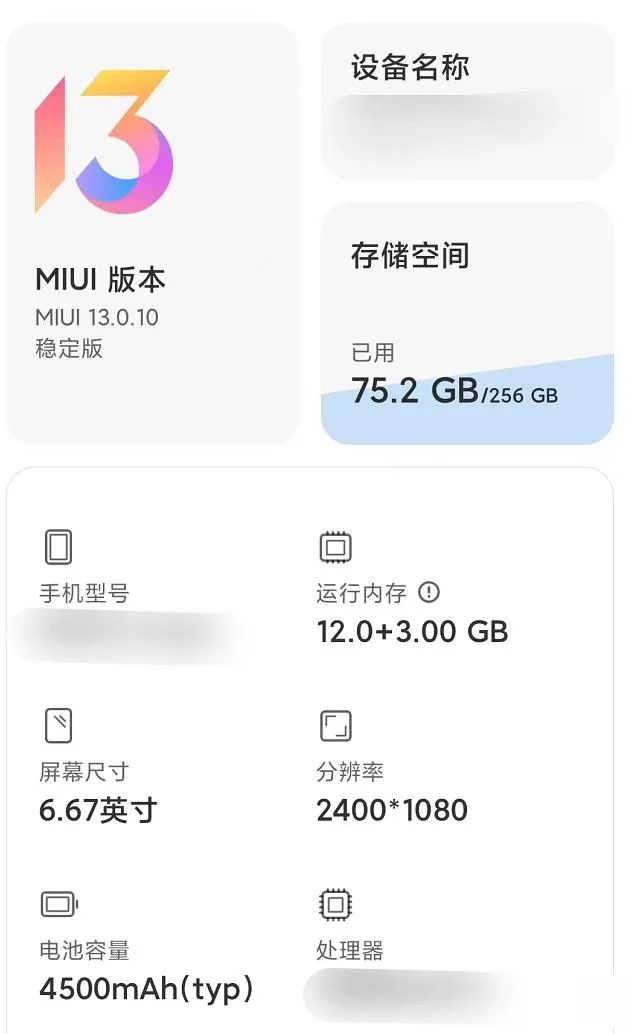 13
MIUI 版本
MIUI 13.0.10
稳定版
设备名称
存储空间
已用
75.2 GB/256 GB
手机型号
运行内存
12.0+3.00 GB
屏幕尺寸
6.67英寸
分辨率
2400*1080
电池容量
4500mAh(typ)
处理器